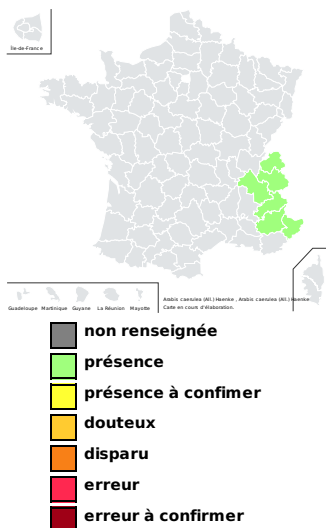 Île-de-France
Guadeloupe Martinique Guyane La Réunion Mayotte
Arabis caerulea (All.) Haenke , Arabis caerulea (All.) Haenke
Carte en cours d'élaboration.
non renseignée
présence
présence à confimer
douteux
disparu
erreur
erreur à confirmer